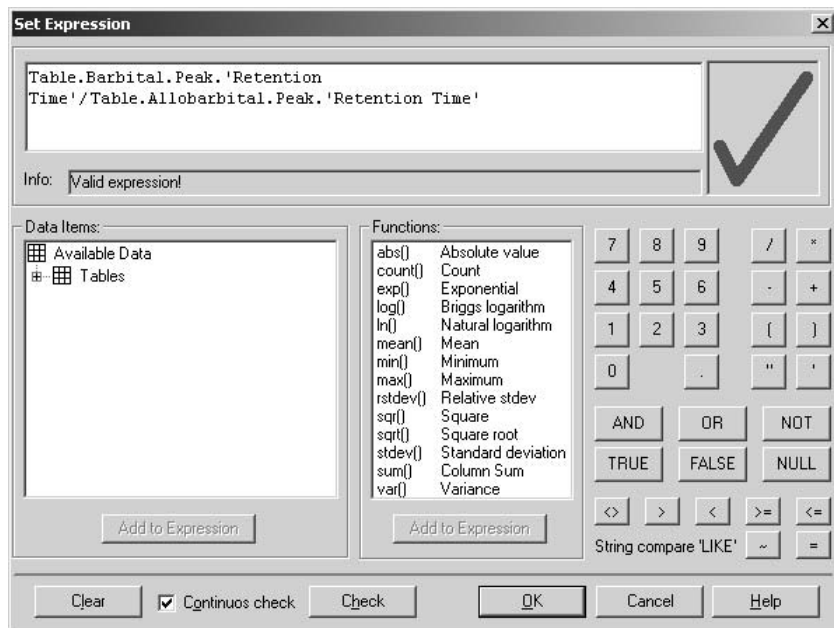 Set Expression
Table.Barbital.Peak.'Retention
Time'/Table.Allobarbital.Peak.'Retention Time'
Info: Valid expression!
Data Items:
Available Data
Tables
Add to Expression
Functions:
abs() Absolute value
count() Count
exp() Exponential
log() Briggs logarithm
ln() Natural logarithm
mean() Mean
min() Minimum
max() Maximum
rstdev() Relative stdev
sqr() Square
sqrt() Square root
stdev() Standard deviation
sum() Column Sum
var() Variance
Add to Expression
7 8 9 / *
4 5 6 - +
1 2 3 ( )
0 . " '
AND OR NOT
TRUE FALSE NULL
<> > < >= <=
String compare 'LIKE' ~ =
Clear Continuos check Check OK Cancel Help